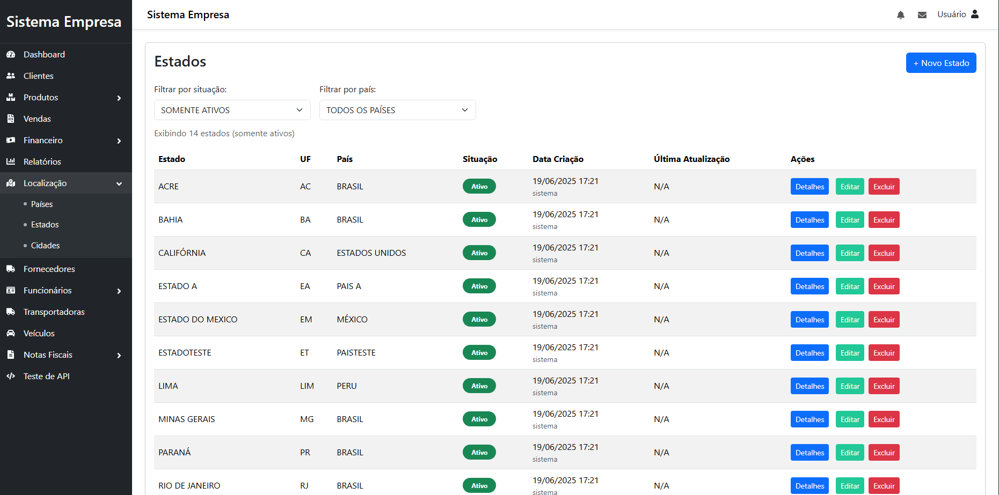 Sistema Empresa
Dashboard
Clientes
Produtos
Vendas
Financeiro
Relatórios
Localização
Países
Estados
Cidades
Fornecedores
Funcionários
Transportadoras
Veículos
Notas Fiscais
Teste de API
Sistema Empresa
Usuário
Estados
+ Novo Estado
Filtrar por situação: Filtrar por país:
SOMENTE ATIVOS TODOS OS PAÍSES
Exibindo 14 estados (somente ativos)
Estado UF País Situação Data Criação Última Atualização Ações
ACRE AC BRASIL Ativo 19/06/2025 17:21 N/A Detalhes Editar Excluir
sistema
BAHIA BA BRASIL Ativo 19/06/2025 17:21 N/A Detalhes Editar Excluir
sistema
CALIFÓRNIA CA ESTADOS UNIDOS Ativo 19/06/2025 17:21 N/A Detalhes Editar Excluir
sistema
ESTADO A EA PAIS A Ativo 19/06/2025 17:21 N/A Detalhes Editar Excluir
sistema
ESTADO DO MEXICO EM MÉXICO Ativo 19/06/2025 17:21 N/A Detalhes Editar Excluir
sistema
ESTADOTESTE ET PAISTESTE Ativo 19/06/2025 17:21 N/A Detalhes Editar Excluir
sistema
LIMA LIM PERU Ativo 19/06/2025 17:21 N/A Detalhes Editar Excluir
sistema
MINAS GERAIS MG BRASIL Ativo 19/06/2025 17:21 N/A Detalhes Editar Excluir
sistema
PARANÁ PR BRASIL Ativo 19/06/2025 17:21 N/A Detalhes Editar Excluir
sistema
RIO DE JANEIRO RJ BRASIL Ativo 19/06/2025 17:21 N/A Detalhes Editar Excluir
sistema